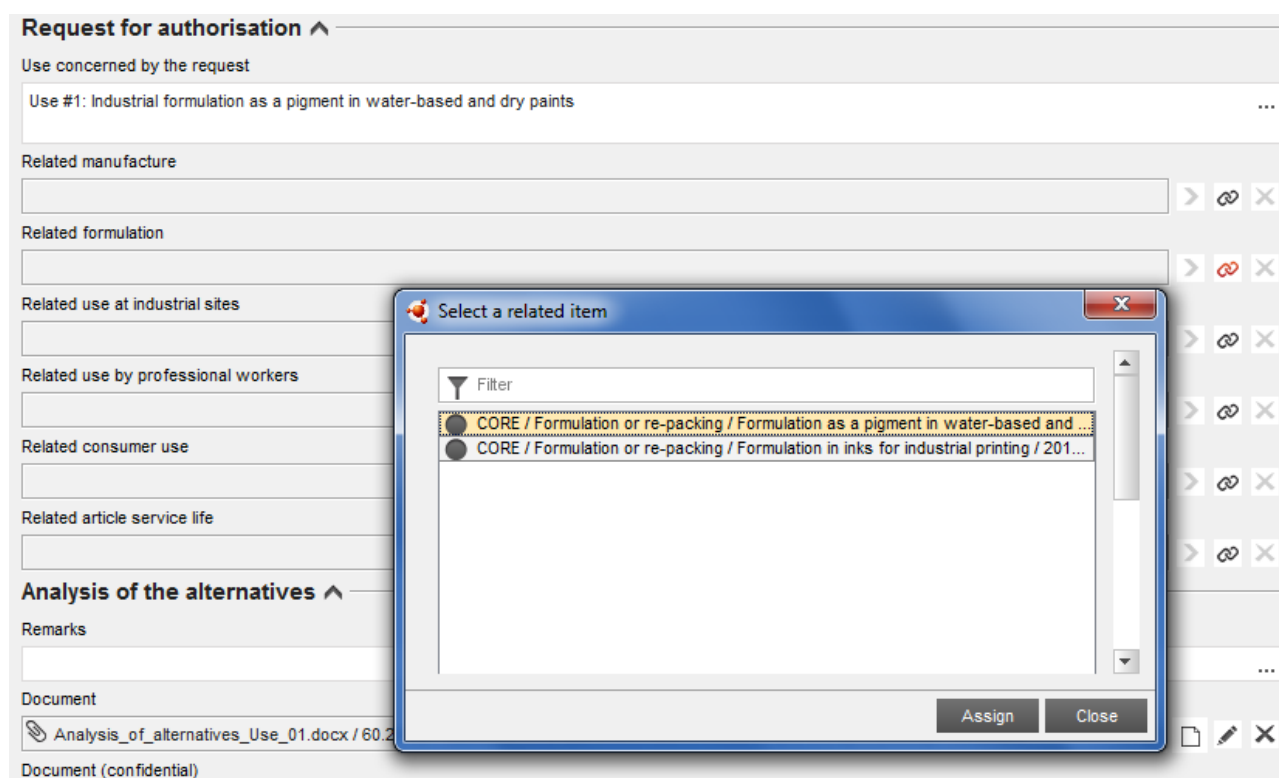 Request for authorisation
Use concerned by the request
Use #1: Industrial formulation as a pigment in water-based and dry paints
...
Related manufacture
Related formulation
Related use at industrial sites
Select a related item
Related use by professional workers
Filter
CORE / Formulation or re-packing / Formulation as a pigment in water-based and ...
Related consumer use
CORE / Formulation or re-packing / Formulation in inks for industrial printing / 201...
Related article service life
Analysis of the alternatives
Remarks
...
Document
Assign Close
Analysis_of_alternatives_Use_01.docx / 60.2
Document (confidential)